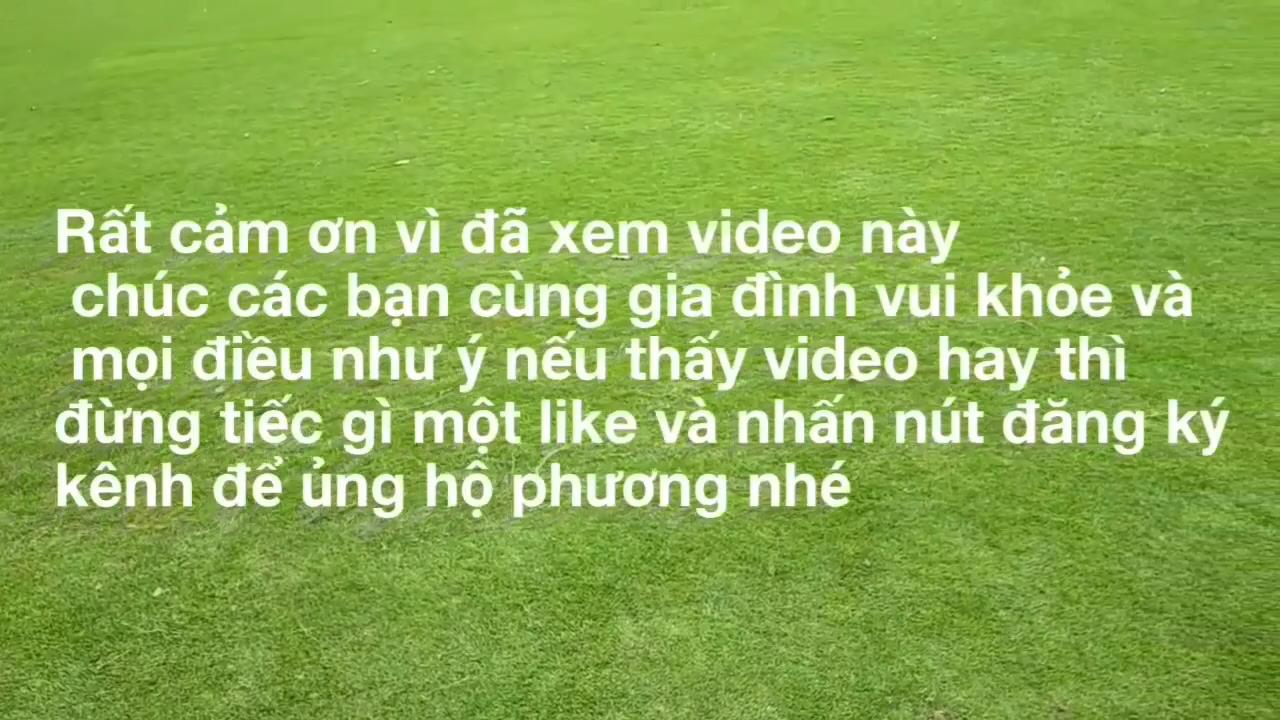 Rất cảm ơn vì đã xem video này
chúc các bạn cùng gia đình vui khỏe và
mọi điều như ý nếu thấy video hay thì
đừng tiếc gì một like và nhấn nút đăng ký
kênh để ủng hộ phương nhé